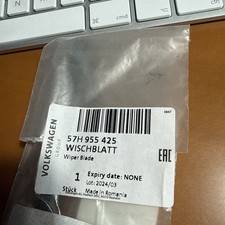 VOLKSWAGEN
GROUP
57H 955 425
WISCHBLATT
Wiper Blade
EAC
1
Stück
Expiry date: NONE
Lot: 2024/03
Made in Romania